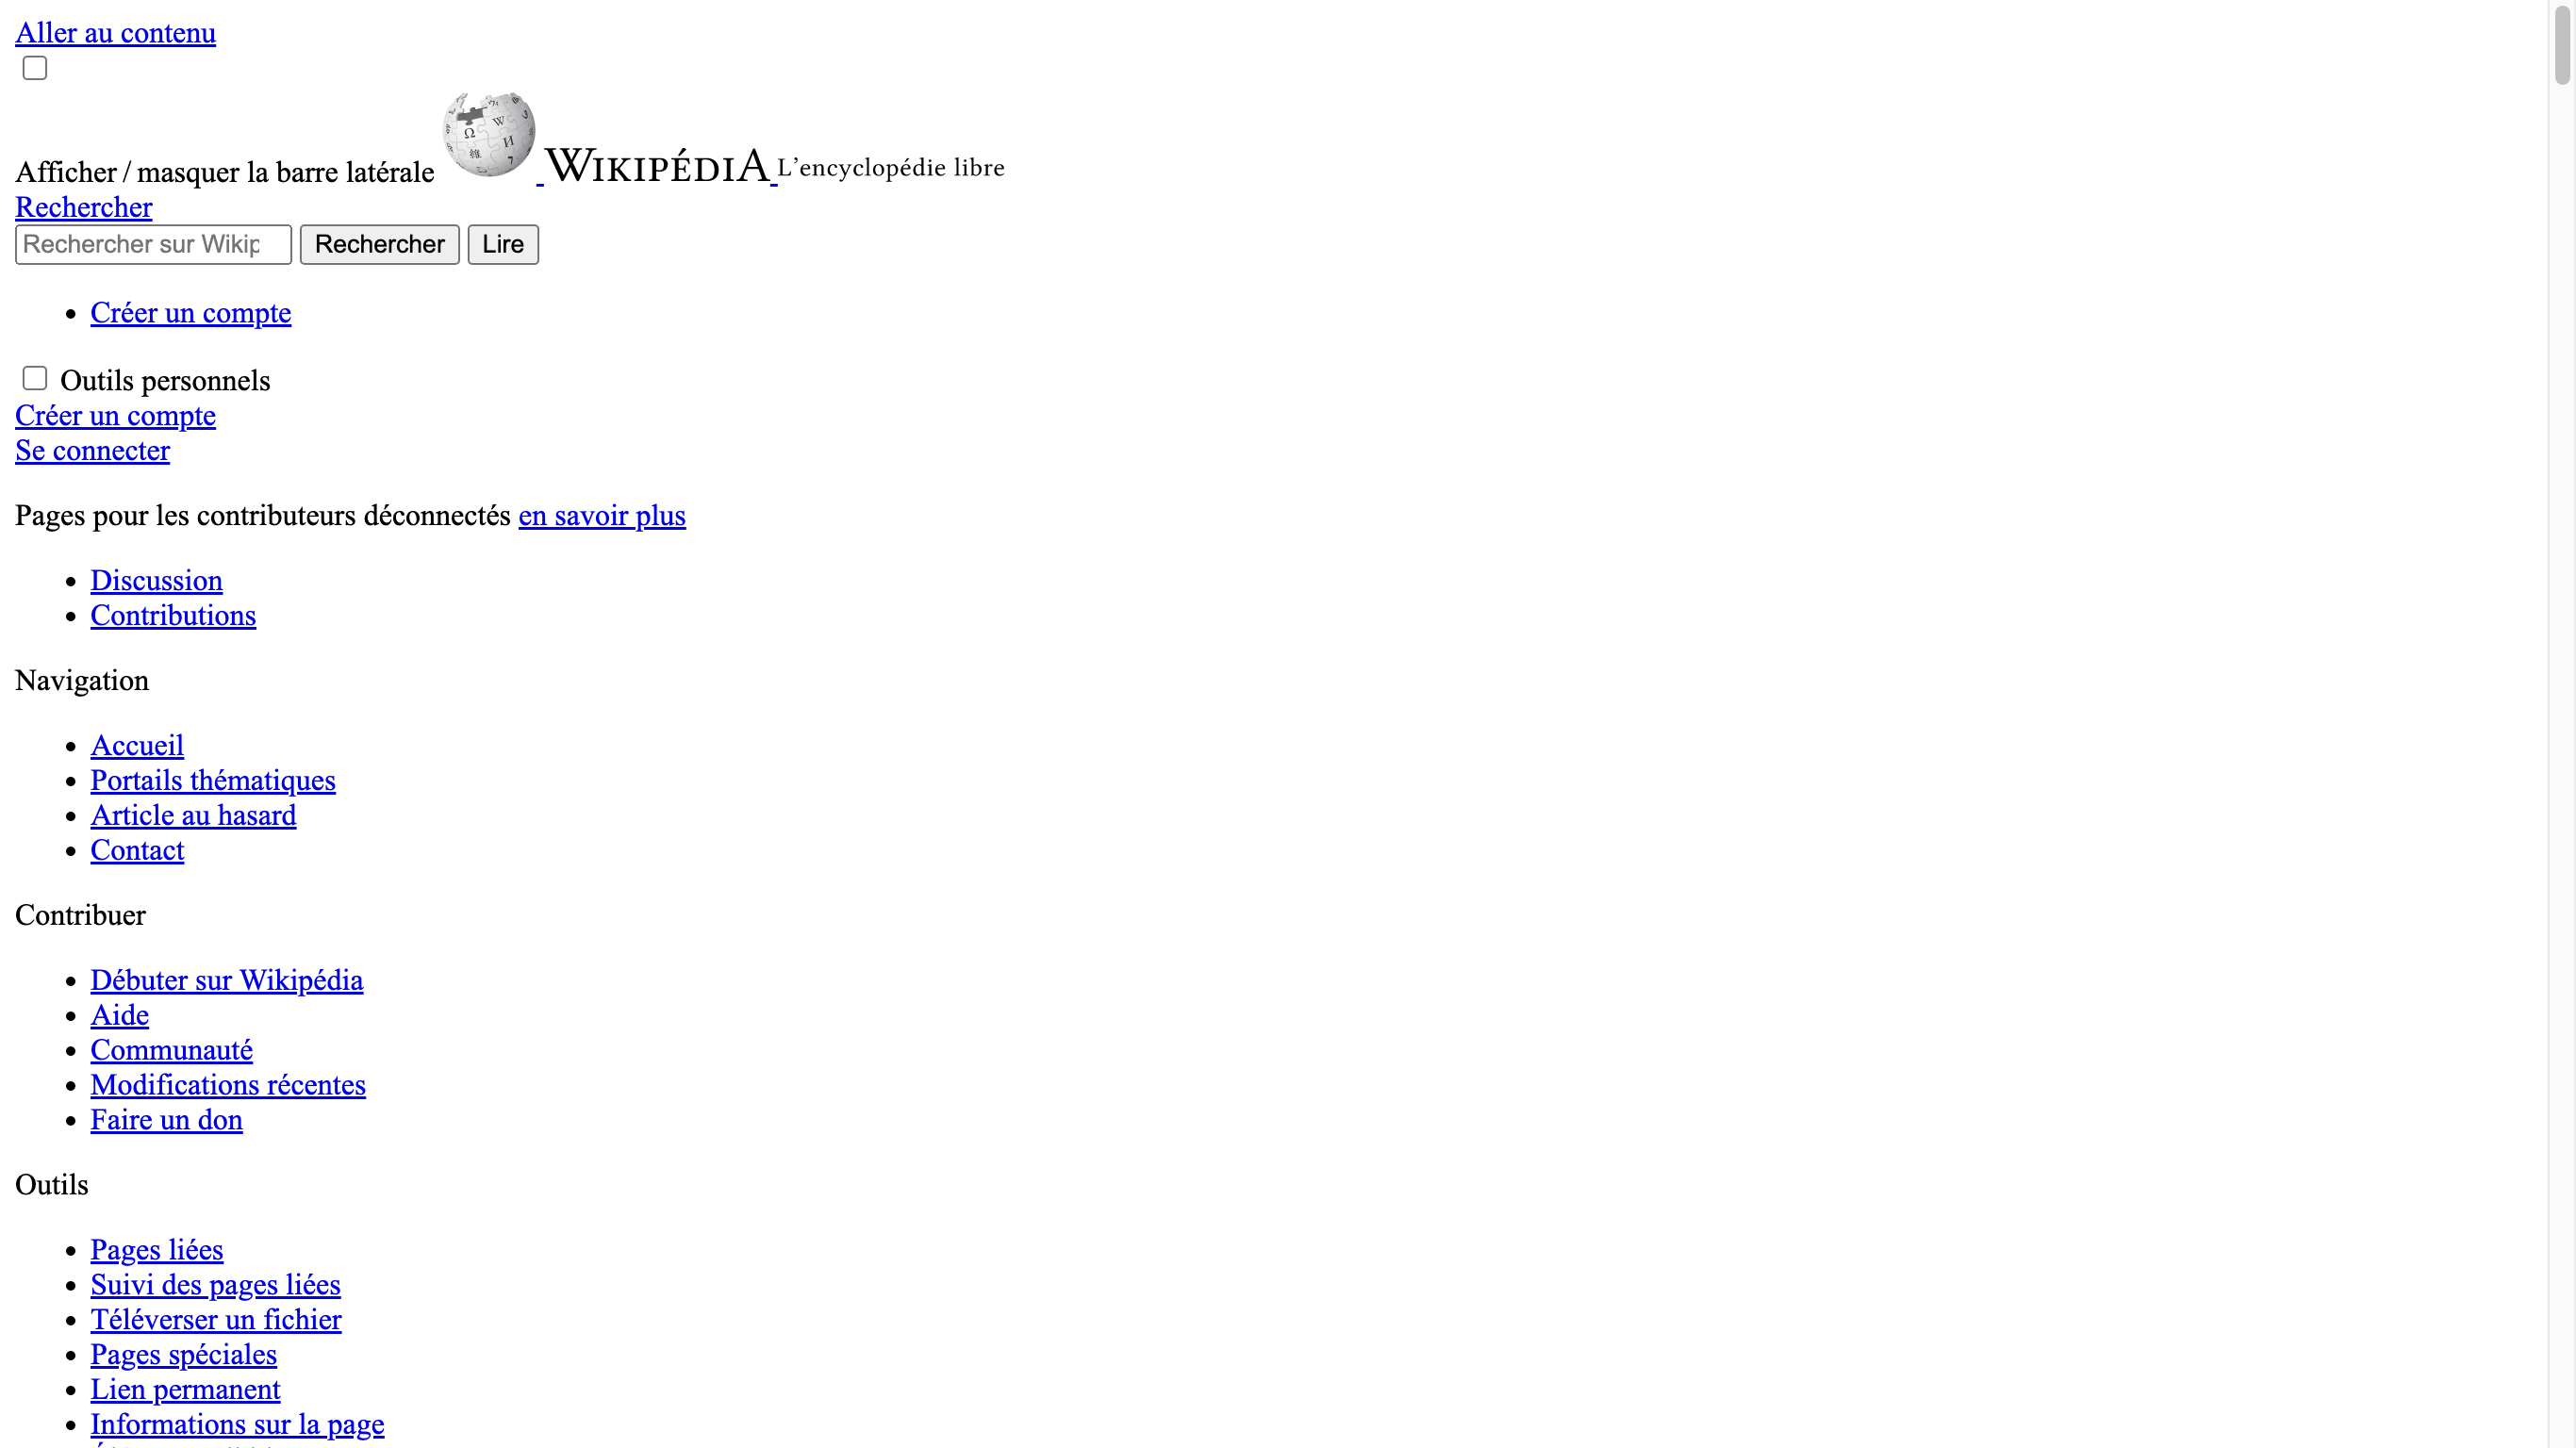 Aller au contenu
Afficher / masquer la barre latérale WIKIPÉDIA L'encyclopédie libre
Rechercher
Rechercher sur Wikip Rechercher Lire
Créer un compte
Outils personnels
Créer un compte
Se connecter
Pages pour les contributeurs déconnectés en savoir plus
Discussion
Contributions
Navigation
Accueil
Portails thématiques
Article au hasard
Contact
Contribuer
Débuter sur Wikipédia
Aide
Communauté
Modifications récentes
Faire un don
Outils
Pages liées
Suivi des pages liées
Téléverser un fichier
Pages spéciales
Lien permanent
Informations sur la page